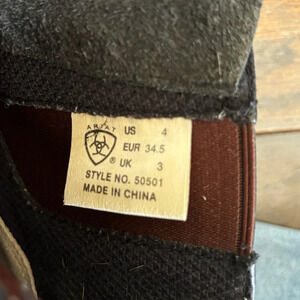 ARIAT
®
US 4
EUR 34.5
UK 3
STYLE NO. 50501
MADE IN CHINA